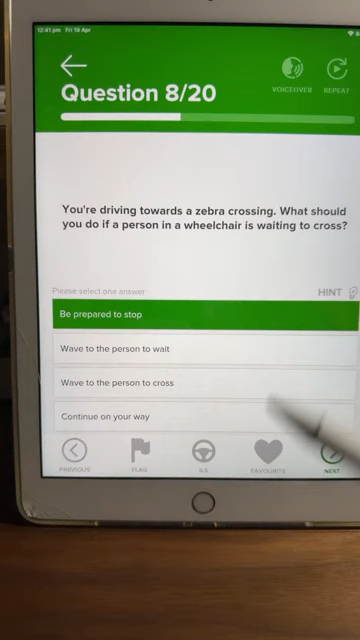 12:41 pm Fri 19 Apr
Question 8/20
VOICEOVER
REPEAT
You're driving towards a zebra crossing. What should
you do if a person in a wheelchair is waiting to cross?
Please select one answer
HINT
Be prepared to stop
Wave to the person to wait
Wave to the person to cross
Continue on your way
PREVIOUS
FLAG
ILS
FAVOURITE
NEXT